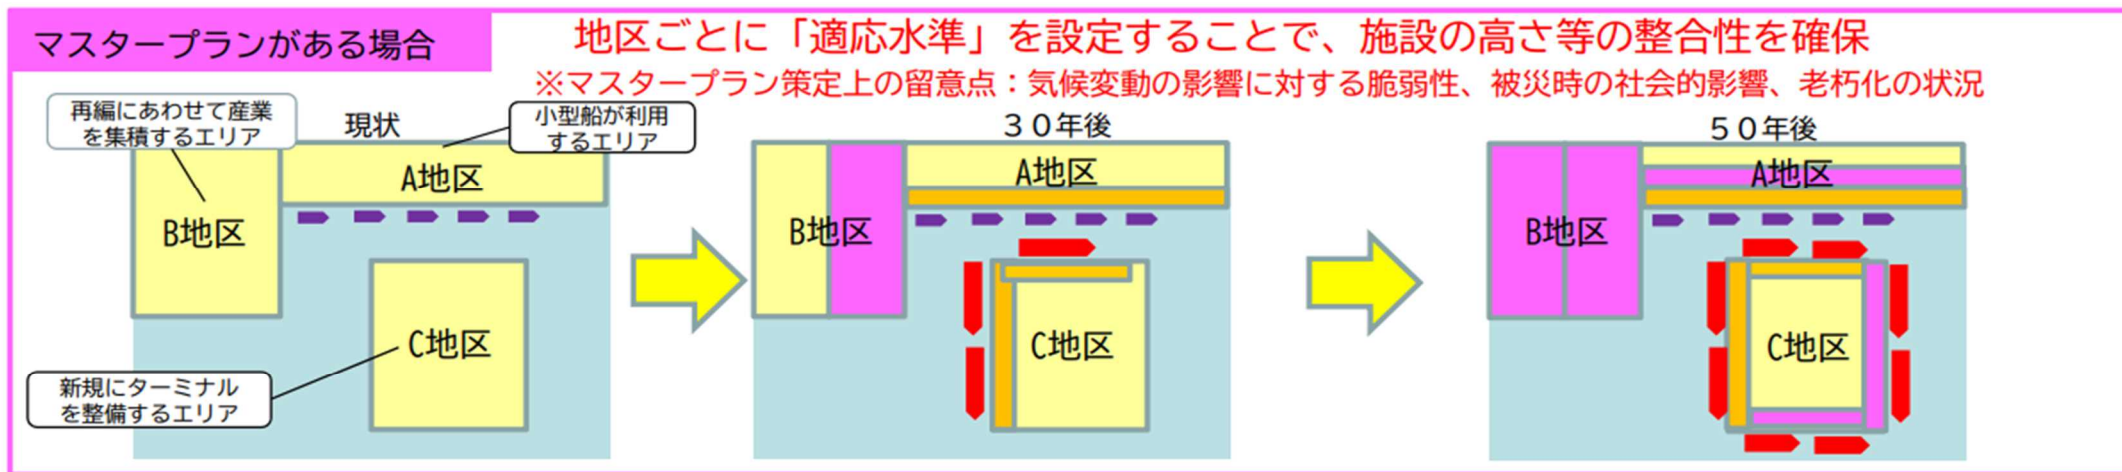 マスタープランがある場合
地区ごとに「適応水準」を設定することで、施設の高さ等の整合性を確保
※マスタープラン策定上の留意点：気候変動の影響に対する脆弱性、被災時の社会的影響、老朽化の状況
再編にあわせて産業
を集積するエリア
現状
小型船が利用
するエリア
A地区
B地区
C地区
新規にターミナル
を整備するエリア
３０年後
A地区
B地区
C地区
５０年後
A地区
B地区
C地区